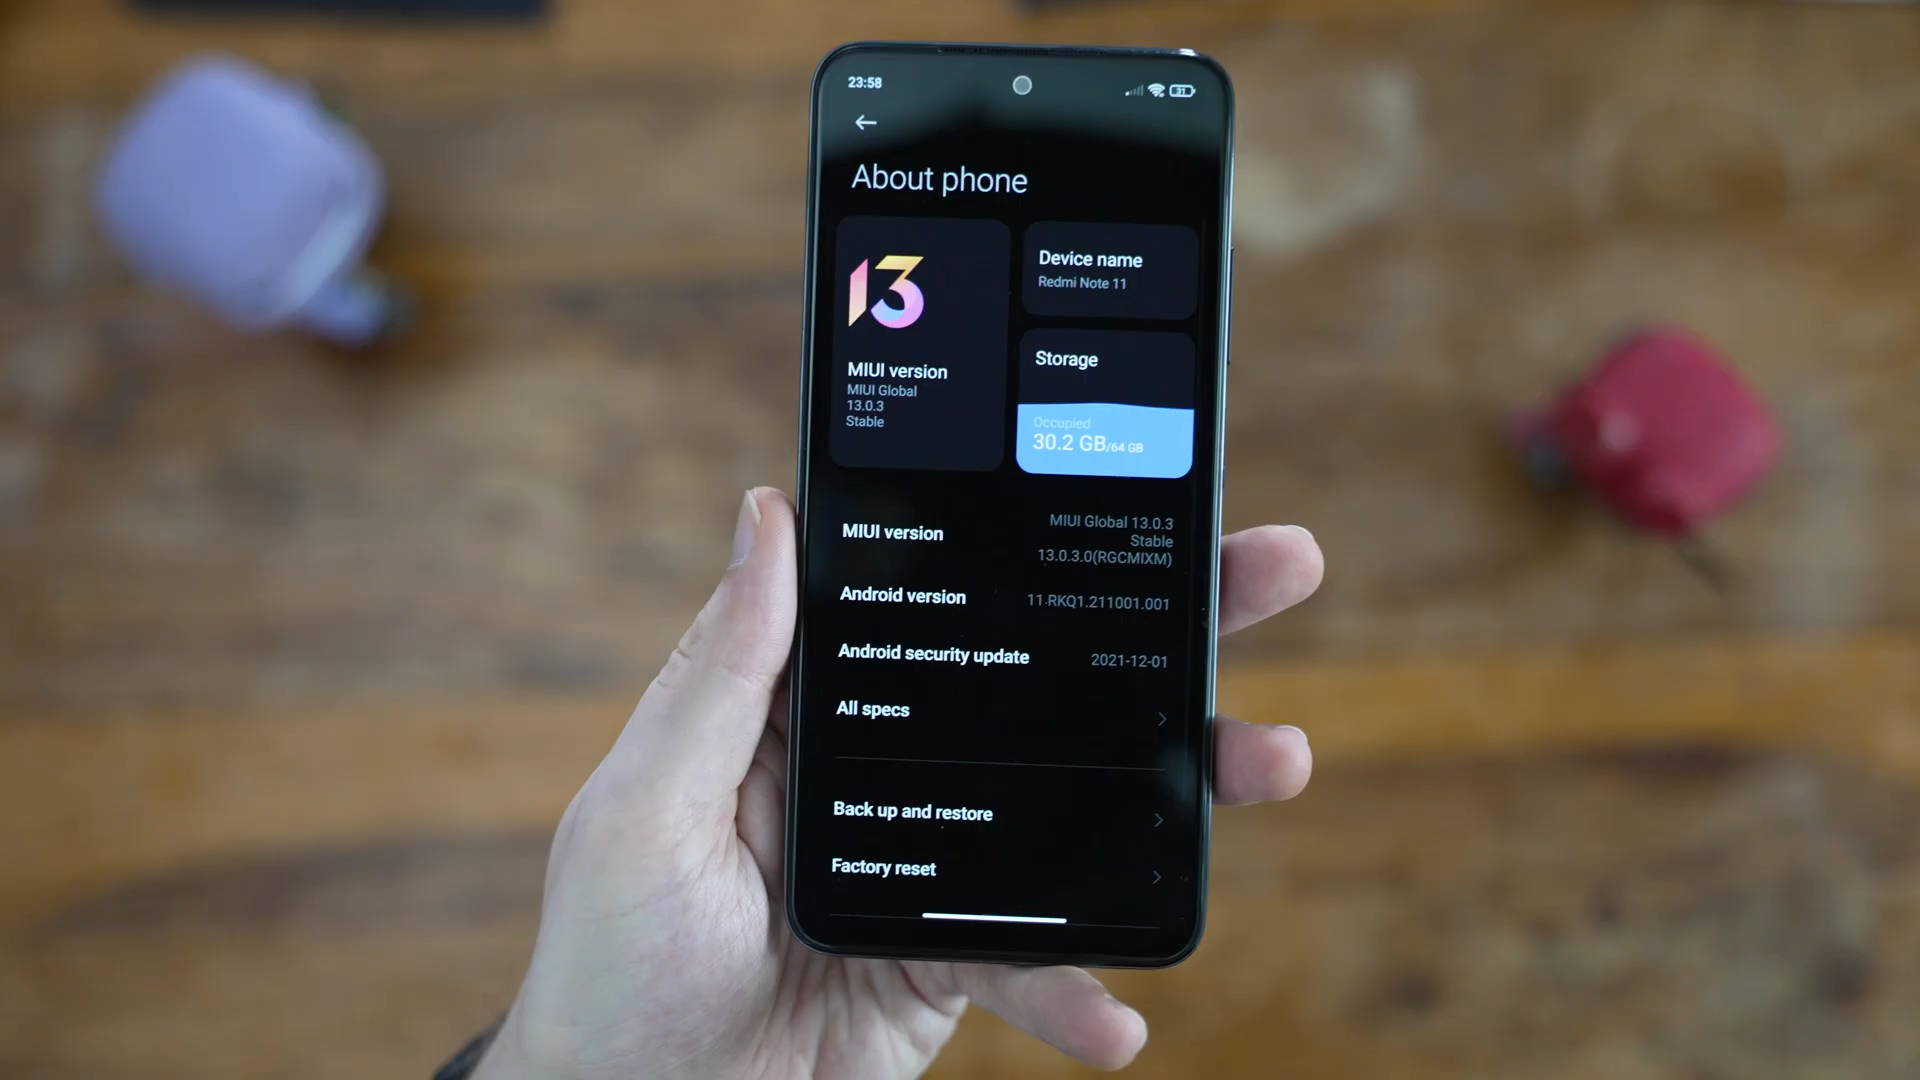 23:58
31
About phone
13
MIUI version
MIUI Global
13.0.3
Stable
Device name
Redmi Note 11
Storage
Occupied
30.2 GB/64 GB
MIUI version
MIUI Global 13.0.3
Stable
13.0.3.0(RGCMIXM)
Android version
11 RKQ1.211001.001
Android security update
2021-12-01
All specs
Back up and restore
Factory reset